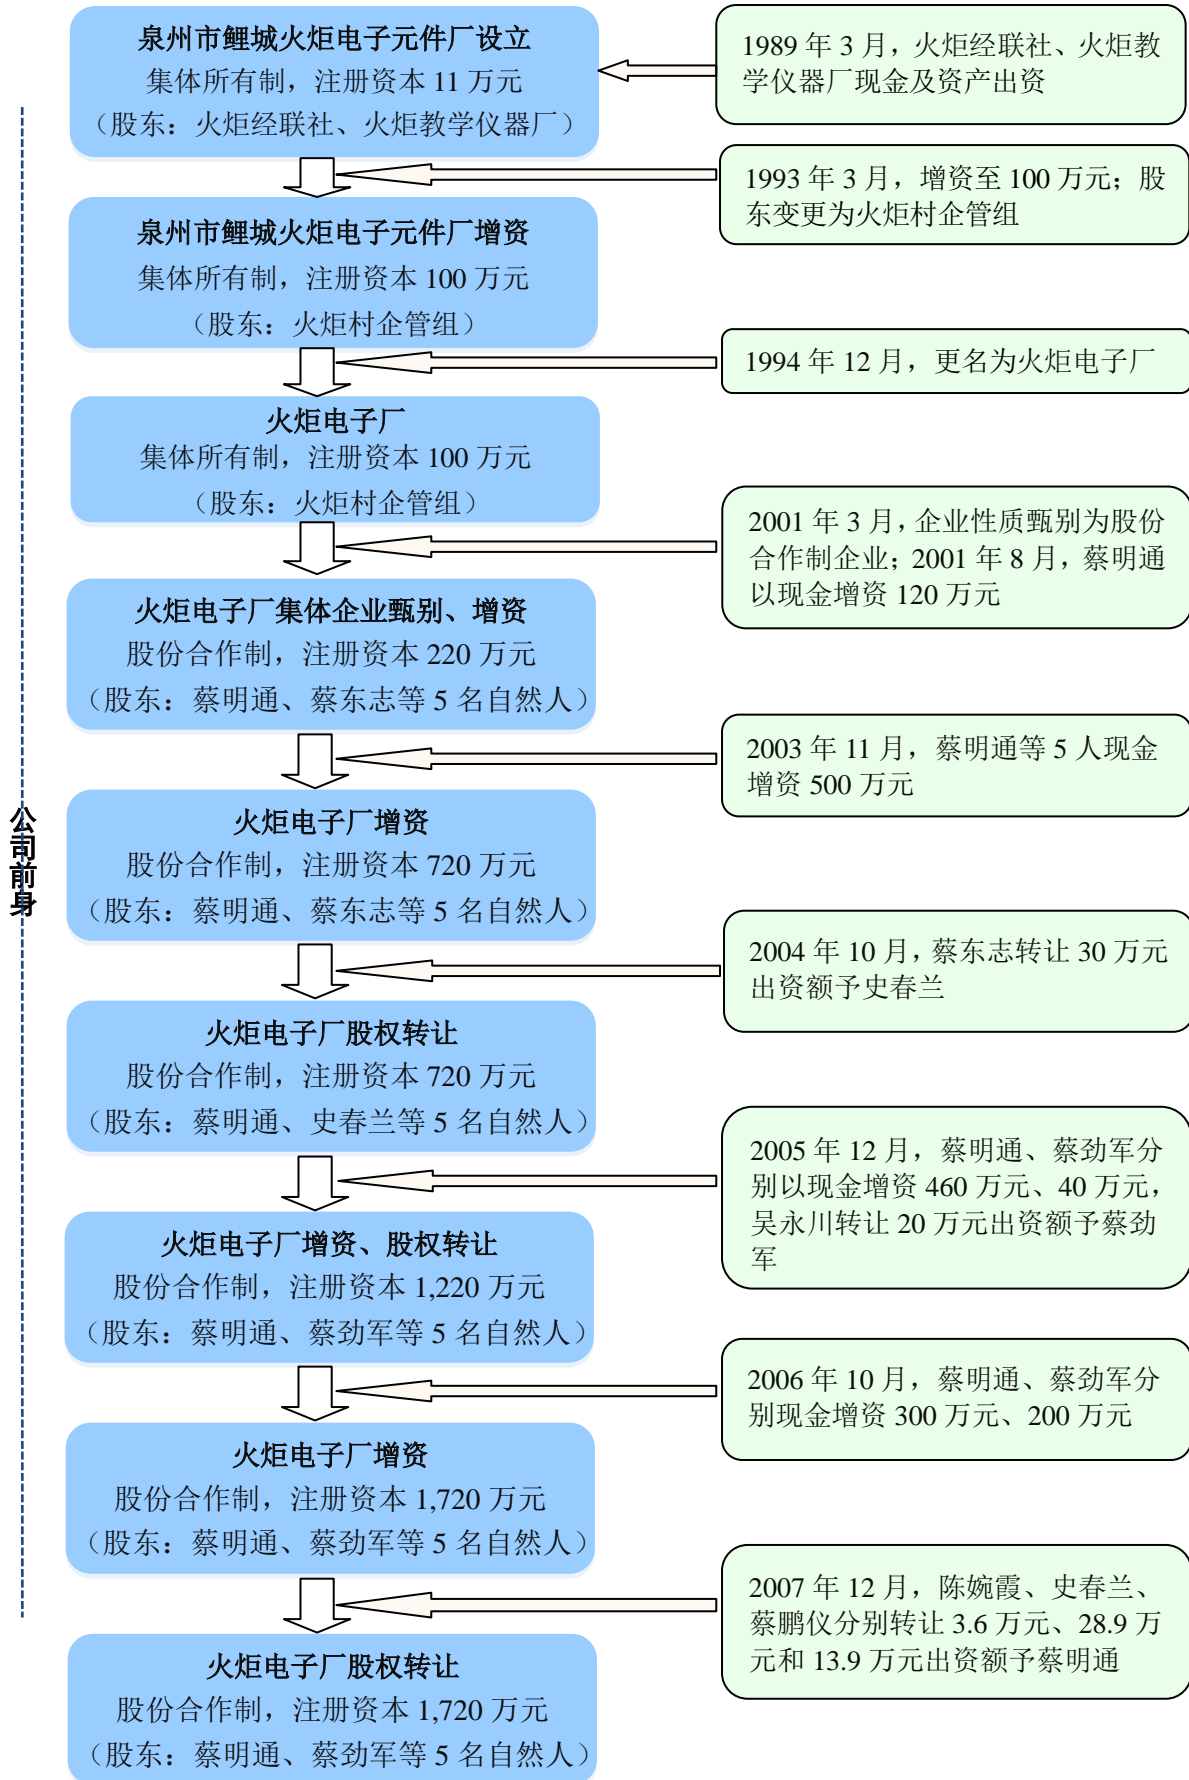 泉州市鲤城火炬电子元件厂设立
集体所有制，注册资本 11 万元
（股东：火炬经联社、火炬教学仪器厂）
1989 年 3 月，火炬经联社、火炬教
学仪器厂现金及资产出资
1993 年 3 月，增资至 100 万元；股
东变更为火炬村企管组
泉州市鲤城火炬电子元件厂增资
集体所有制，注册资本 100 万元
（股东：火炬村企管组）
1994 年 12 月，更名为火炬电子厂
火炬电子厂
集体所有制，注册资本 100 万元
（股东：火炬村企管组）
2001 年 3 月，企业性质甄别为股份
合作制企业；2001 年 8 月，蔡明通
以现金增资 120 万元
火炬电子厂集体企业甄别、增资
股份合作制，注册资本 220 万元
（股东：蔡明通、蔡东志等 5 名自然人）
2003 年 11 月，蔡明通等 5 人现金
增资 500 万元
火炬电子厂增资
股份合作制，注册资本 720 万元
（股东：蔡明通、蔡东志等 5 名自然人）
公司前身
2004 年 10 月，蔡东志转让 30 万元
出资额予史春兰
火炬电子厂股权转让
股份合作制，注册资本 720 万元
（股东：蔡明通、史春兰等 5 名自然人）
2005 年 12 月，蔡明通、蔡劲军分
别以现金增资 460 万元、40 万元，
吴永川转让 20 万元出资额予蔡劲
军
火炬电子厂增资、股权转让
股份合作制，注册资本 1,220 万元
（股东：蔡明通、蔡劲军等 5 名自然人）
2006 年 10 月，蔡明通、蔡劲军分
别现金增资 300 万元、200 万元
火炬电子厂增资
股份合作制，注册资本 1,720 万元
（股东：蔡明通、蔡劲军等 5 名自然人）
2007 年 12 月，陈婉霞、史春兰、
蔡鹏仪分别转让 3.6 万元、28.9 万
元和 13.9 万元出资额予蔡明通
火炬电子厂股权转让
股份合作制，注册资本 1,720 万元
（股东：蔡明通、蔡劲军等 5 名自然人）